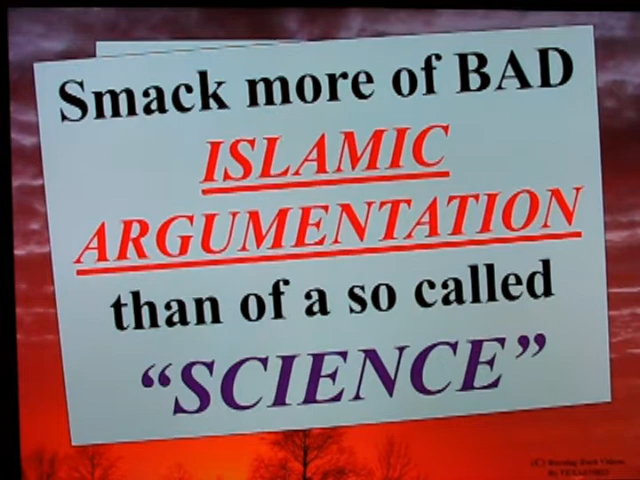 Smack more of BAD
ISLAMIC
ARGUMENTATION
than of a so called
“SCIENCE”